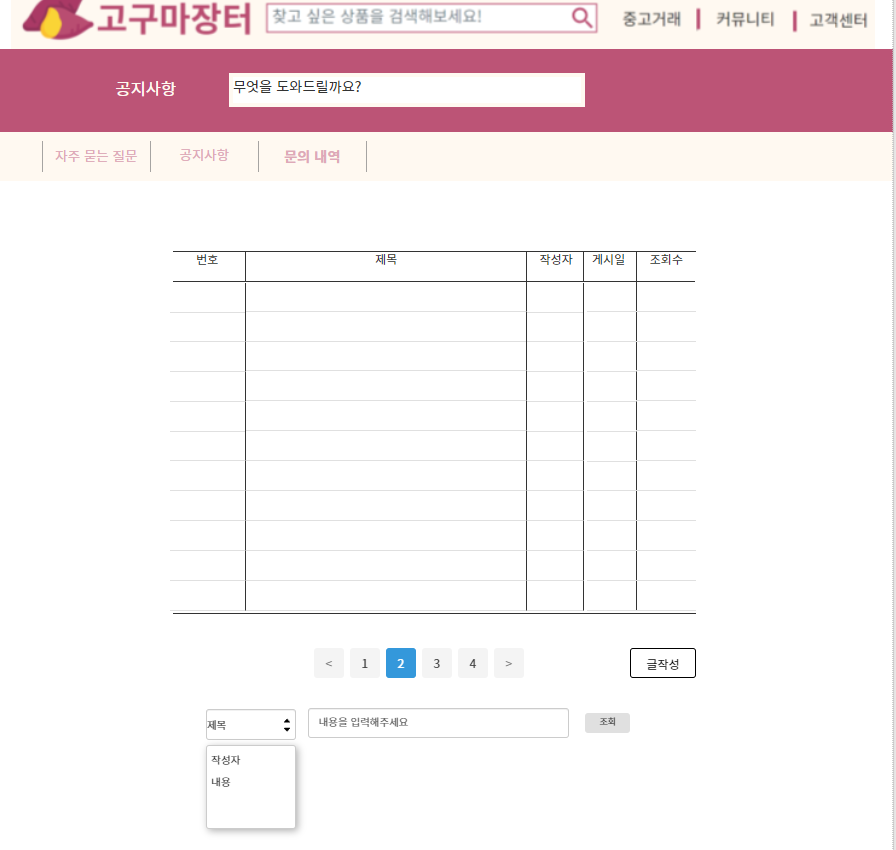 고구마장터 찾고 싶은 상품을 검색해보세요! 중고거래 커뮤니티 고객센터
공지사항 무엇을 도와드릴까요?
자주 묻는 질문 공지사항 문의 내역
번호 제목 작성자 게시일 조회수
< 1 2 3 4 > 글작성
제목 내용을 입력해주세요 조회
작성자
내용